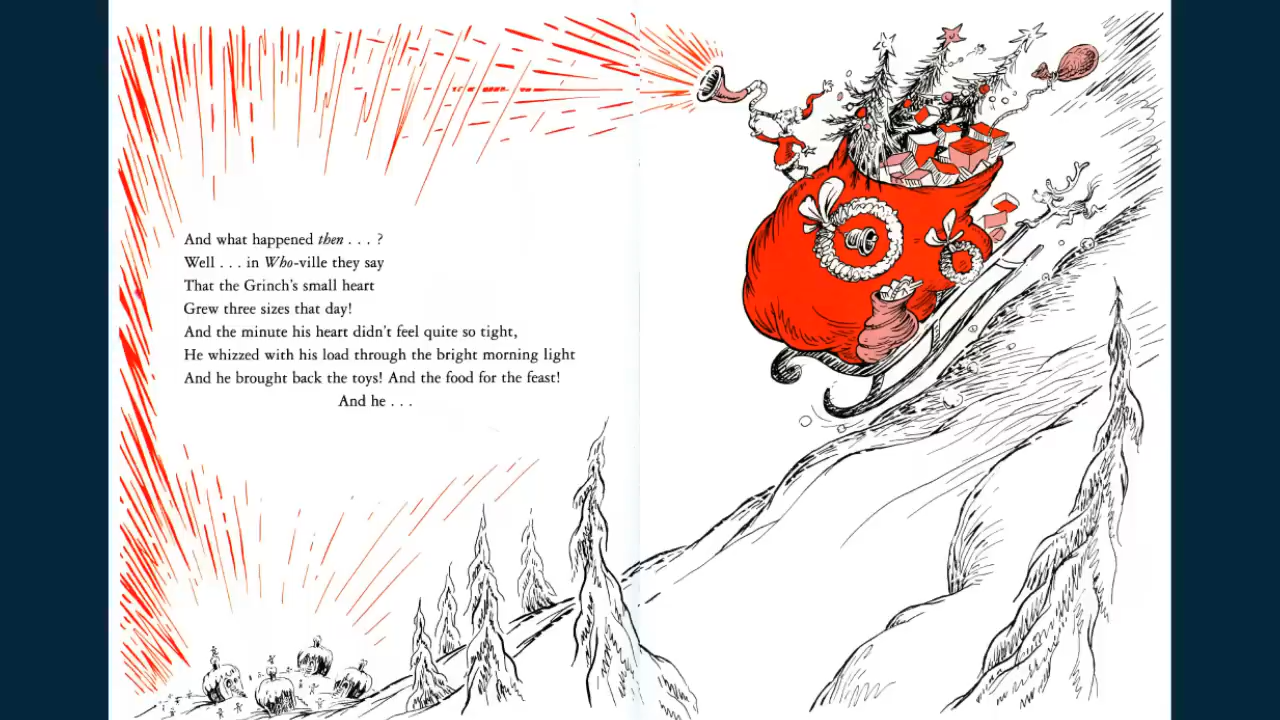 And what happened then . . . ?
Well . . . in Who-ville they say
That the Grinch's small heart
Grew three sizes that day!
And the minute his heart didn't feel quite so tight,
He whizzed with his load through the bright morning light
And he brought back the toys! And the food for the feast!
And he . . .